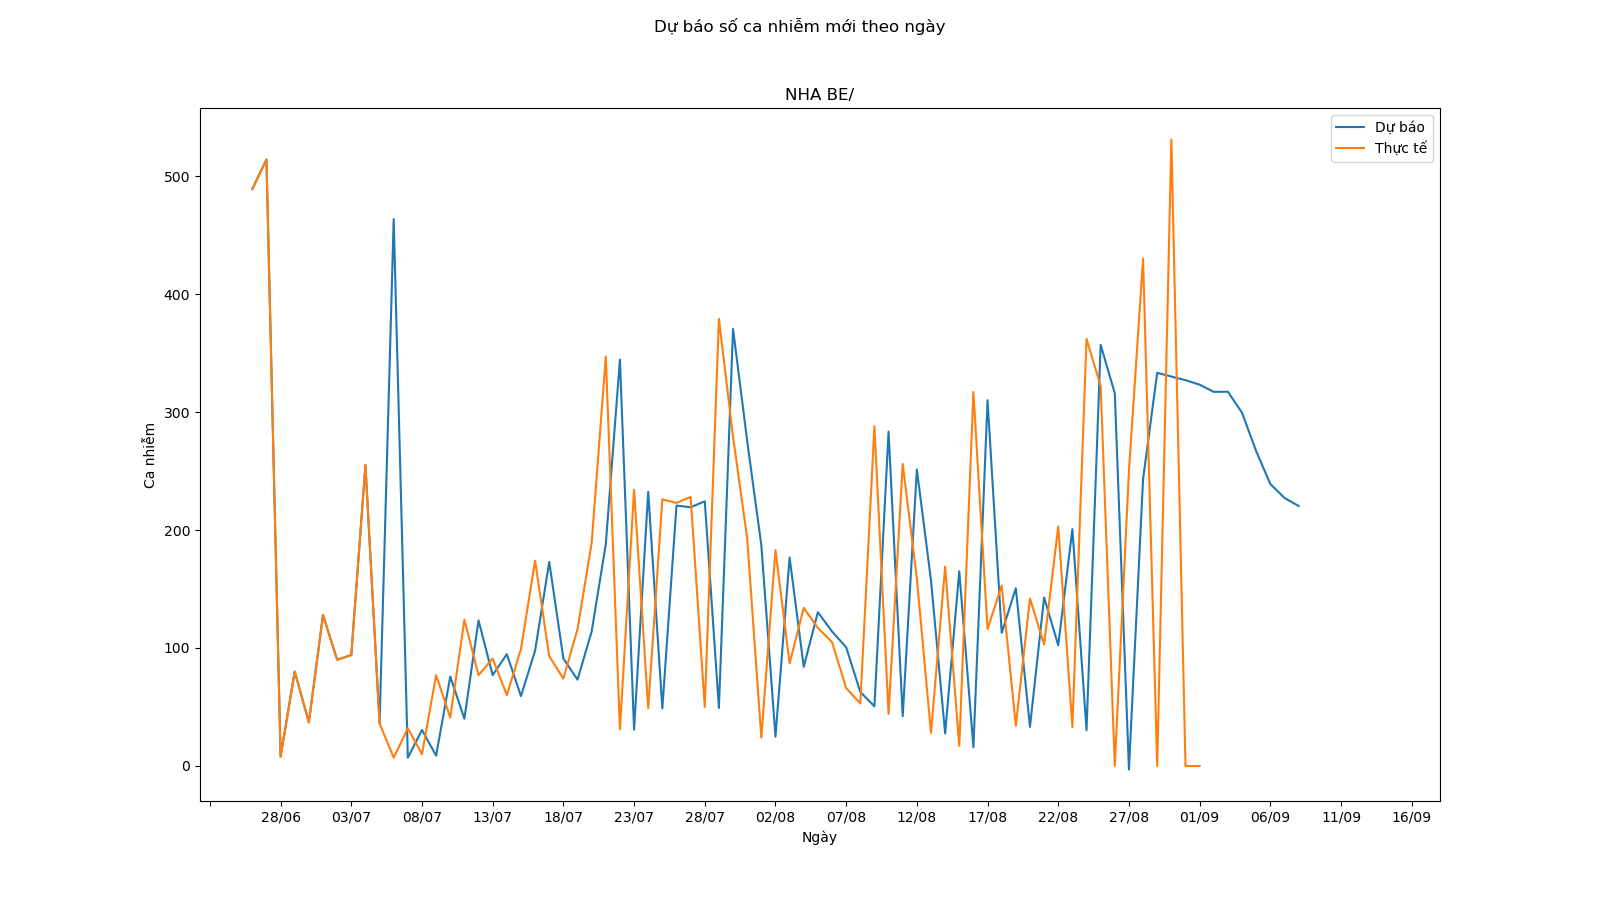 Dự báo số ca nhiễm mới theo ngày
NHA BE/
Dự báo
Thực tế
500
400
300
200
100
0
Ca nhiễm
28/06 03/07 08/07 13/07 18/07 23/07 28/07 02/08 07/08 12/08 17/08 22/08 27/08 01/09 06/09 11/09 16/09
Ngày